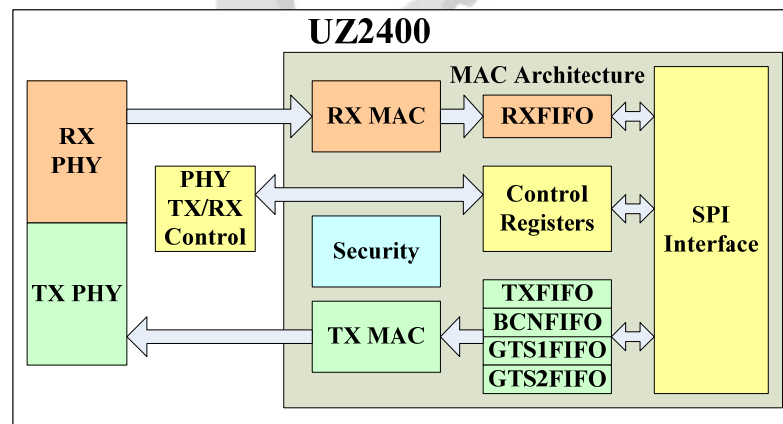 UZ2400
MAC Architecture
RX
PHY
RX MAC
RXFIFO
PHY
TX/RX
Control
Control
Registers
SPI
Interface
Security
TX PHY
TX MAC
TXFIFO
BCNFIFO
GTS1FIFO
GTS2FIFO